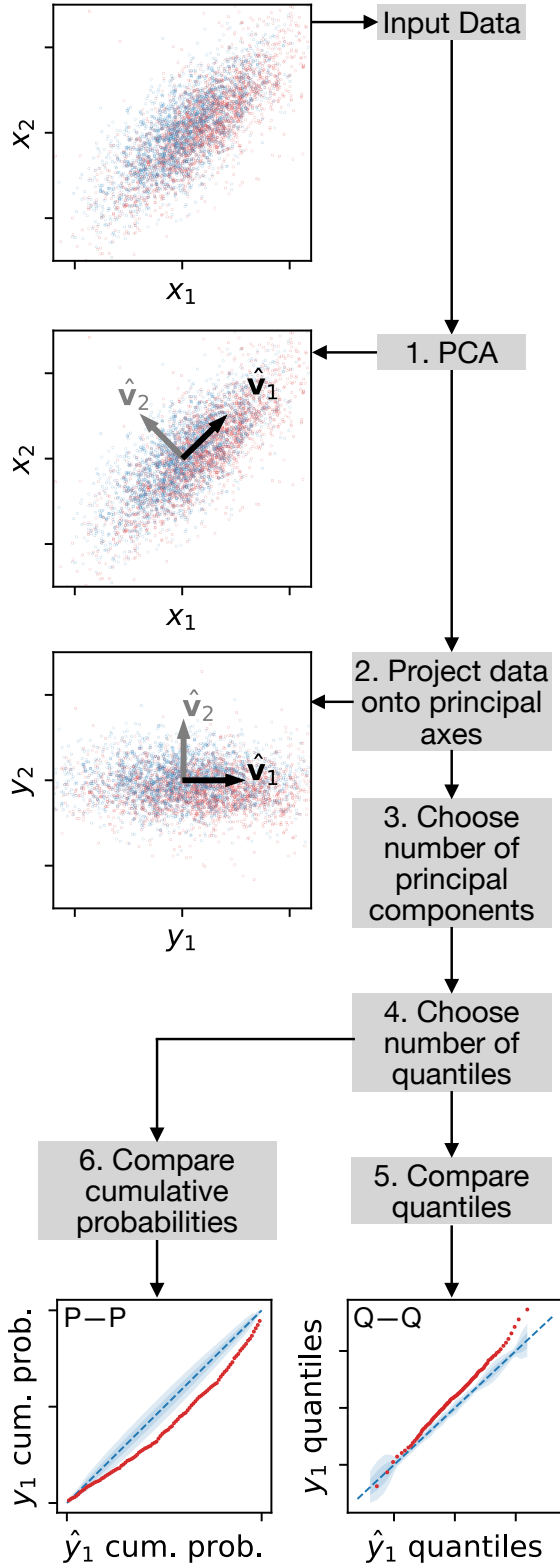 Input Data
x₂
x₁
1. PCA
v̂₂
v̂₁
x₂
x₁
2. Project data
onto principal
axes
v̂₂
v̂₁
y₂
y₁
3. Choose
number of
principal
components
4. Choose
number of
quantiles
6. Compare
cumulative
probabilities
5. Compare
quantiles
P−P
y₁ cum. prob.
ŷ₁ cum. prob.
Q−Q
y₁ quantiles
ŷ₁ quantiles